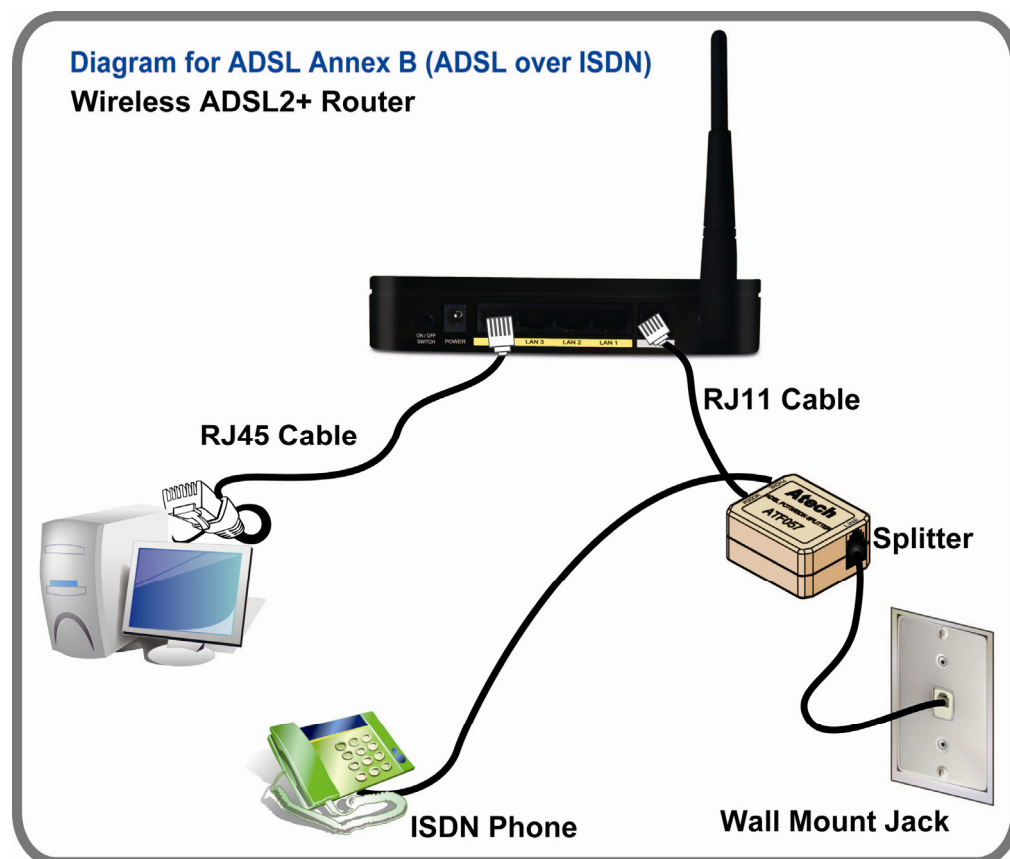 Diagram for ADSL Annex B (ADSL over ISDN)
Wireless ADSL2+ Router
ON / OFF
SWITCH
POWER
LAN 3
LAN 2
LAN 1
RJ11 Cable
RJ45 Cable
Atech
ATF057
LINE
Splitter
ISDN Phone
Wall Mount Jack